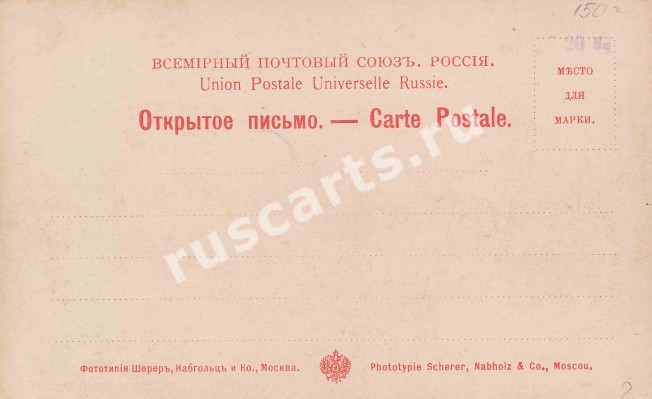 150
ВСЕМІРНЫЙ ПОЧТОВЫЙ СОЮЗЪ. РОССІЯ.
Union Postale Universelle Russie.
Открытое письмо. — Carte Postale.
20
МѢСТО
ДЛЯ
МАРКИ.
ruscarts.ru
Фототипія Шереръ, Набгольцъ и Ко., Москва.
Phototypie Scherer, Nabholz & Co., Moscou.